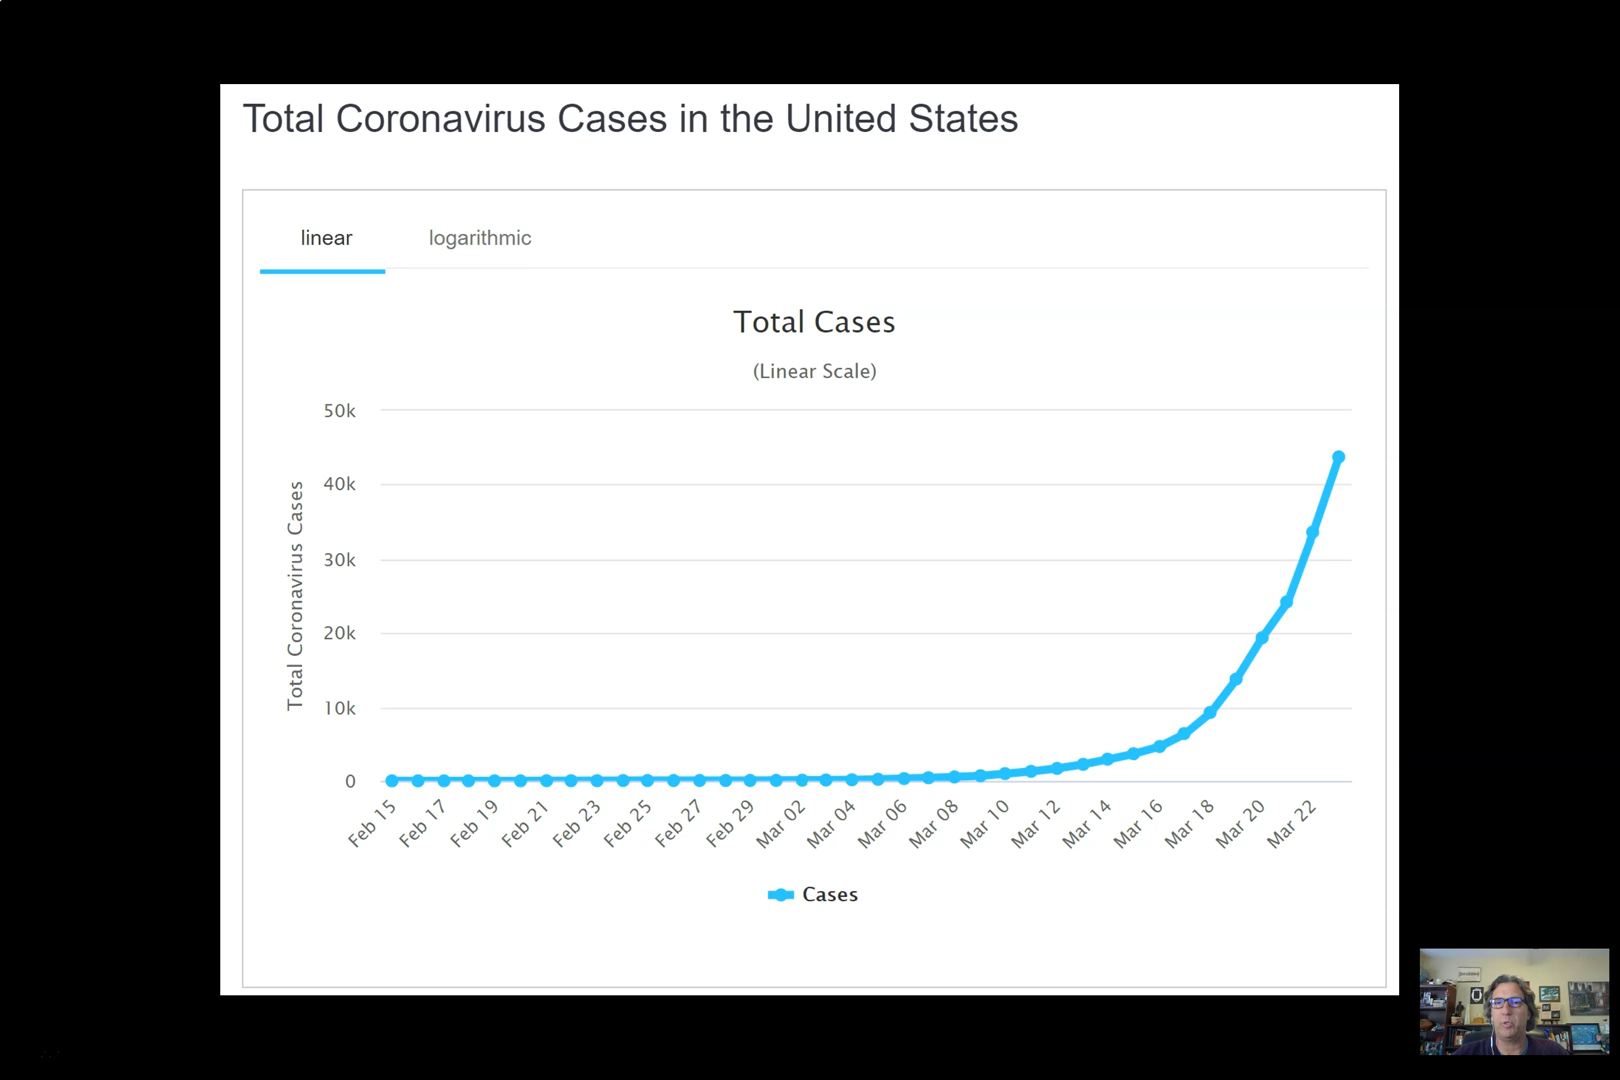 Total Coronavirus Cases in the United States
linear
logarithmic
Total Cases
(Linear Scale)
Total Coronavirus Cases
50k
40k
30k
20k
10k
0
Feb 15
Feb 17
Feb 19
Feb 21
Feb 23
Feb 25
Feb 27
Feb 29
Mar 02
Mar 04
Mar 06
Mar 08
Mar 10
Mar 12
Mar 14
Mar 16
Mar 18
Mar 20
Mar 22
Cases